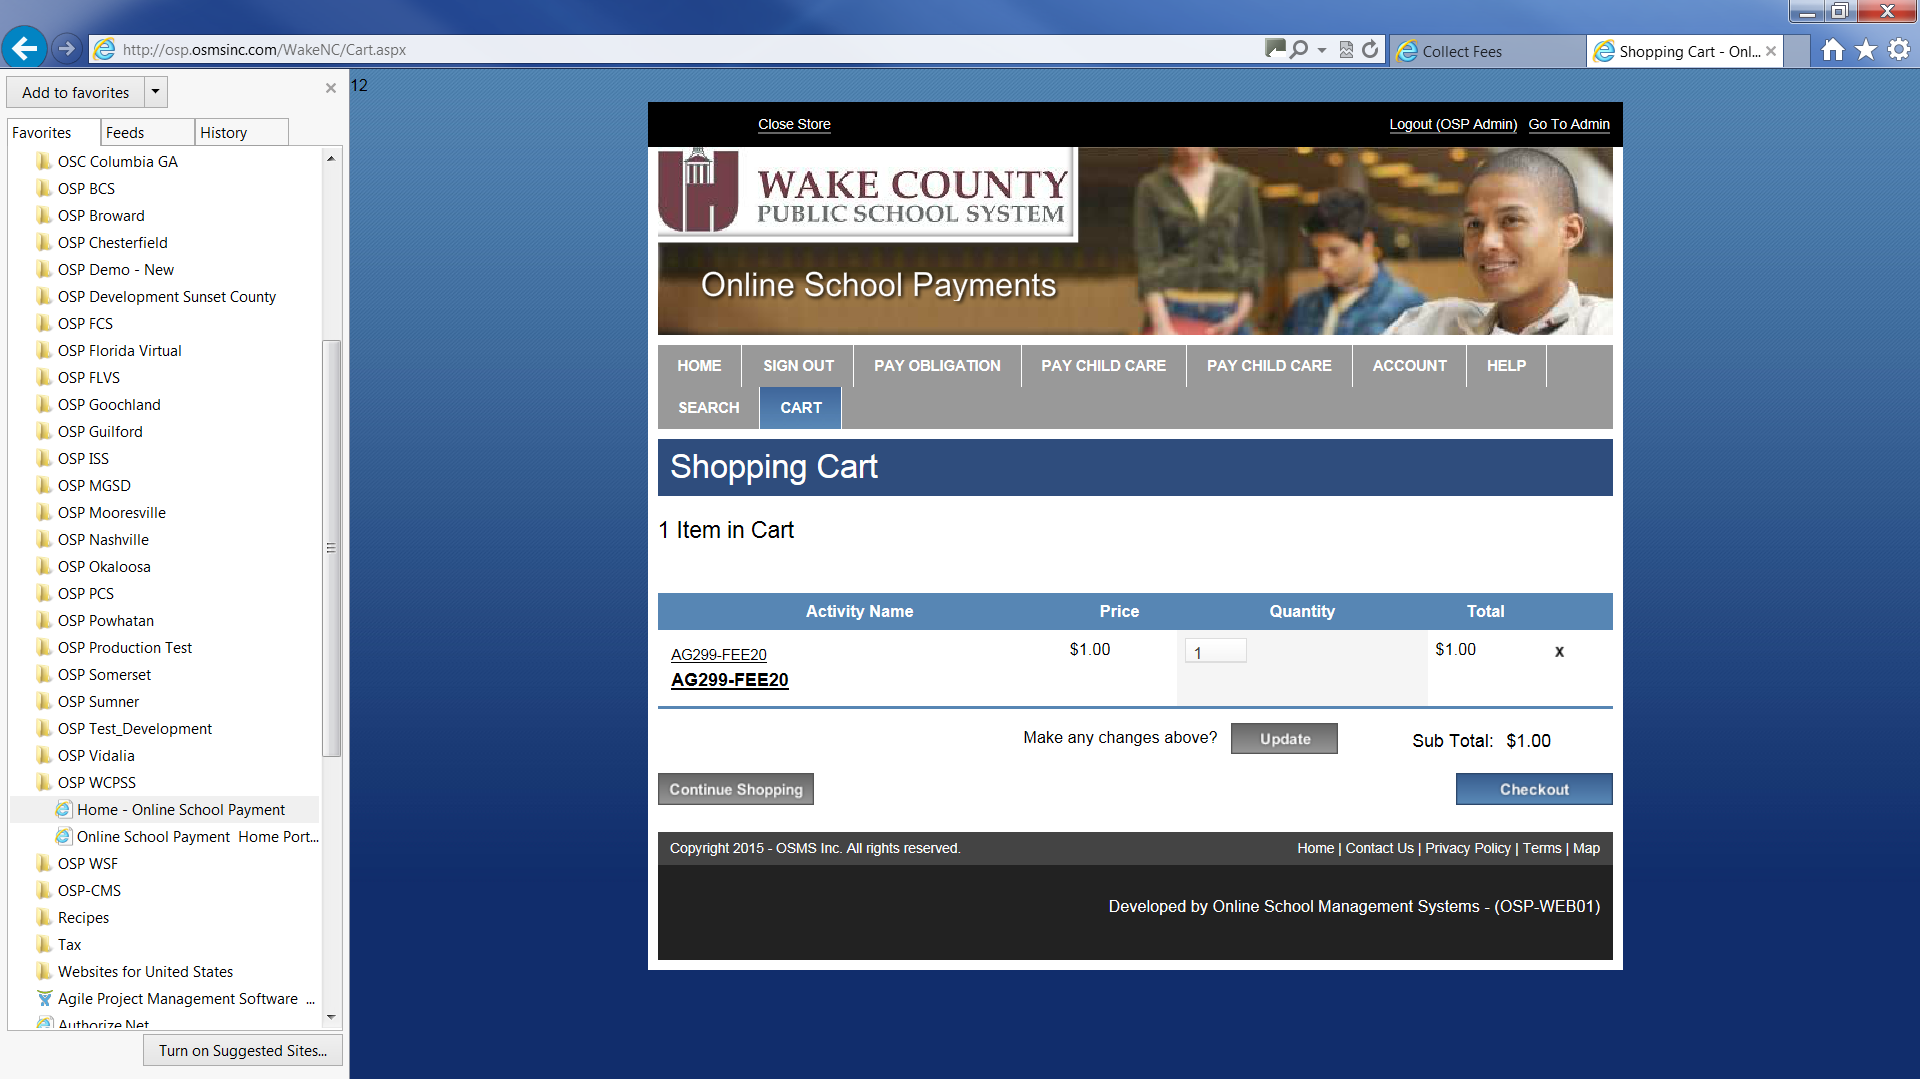 http://osp.osmsinc.com/WakeNC/Cart.aspx
Collect Fees
Shopping Cart - Onl...
Add to favorites
Favorites
Feeds
History
OSC Columbia GA
OSP BCS
OSP Broward
OSP Chesterfield
OSP Demo - New
OSP Development Sunset County
OSP FCS
OSP Florida Virtual
OSP FLVS
OSP Goochland
OSP Guilford
OSP ISS
OSP MGSD
OSP Mooresville
OSP Nashville
OSP Okaloosa
OSP PCS
OSP Powhatan
OSP Production Test
OSP Somerset
OSP Sumner
OSP Test_Development
OSP Vidalia
OSP WCPSS
Home - Online School Payment
Online School Payment  Home Port...
OSP WSF
OSP-CMS
Recipes
Tax
Websites for United States
Agile Project Management Software ...
Authorize.Net
Turn on Suggested Sites...
12
Close Store
Logout (OSP Admin) Go To Admin
WAKE COUNTY
PUBLIC SCHOOL SYSTEM
Online School Payments
HOME SIGN OUT PAY OBLIGATION PAY CHILD CARE PAY CHILD CARE ACCOUNT HELP
SEARCH CART
Shopping Cart
1 Item in Cart
Activity Name Price Quantity Total
AG299-FEE20 $1.00 1 $1.00 x
AG299-FEE20
Make any changes above? Update Sub Total: $1.00
Continue Shopping Checkout
Copyright 2015 - OSMS Inc. All rights reserved. Home | Contact Us | Privacy Policy | Terms | Map
Developed by Online School Management Systems - (OSP-WEB01)